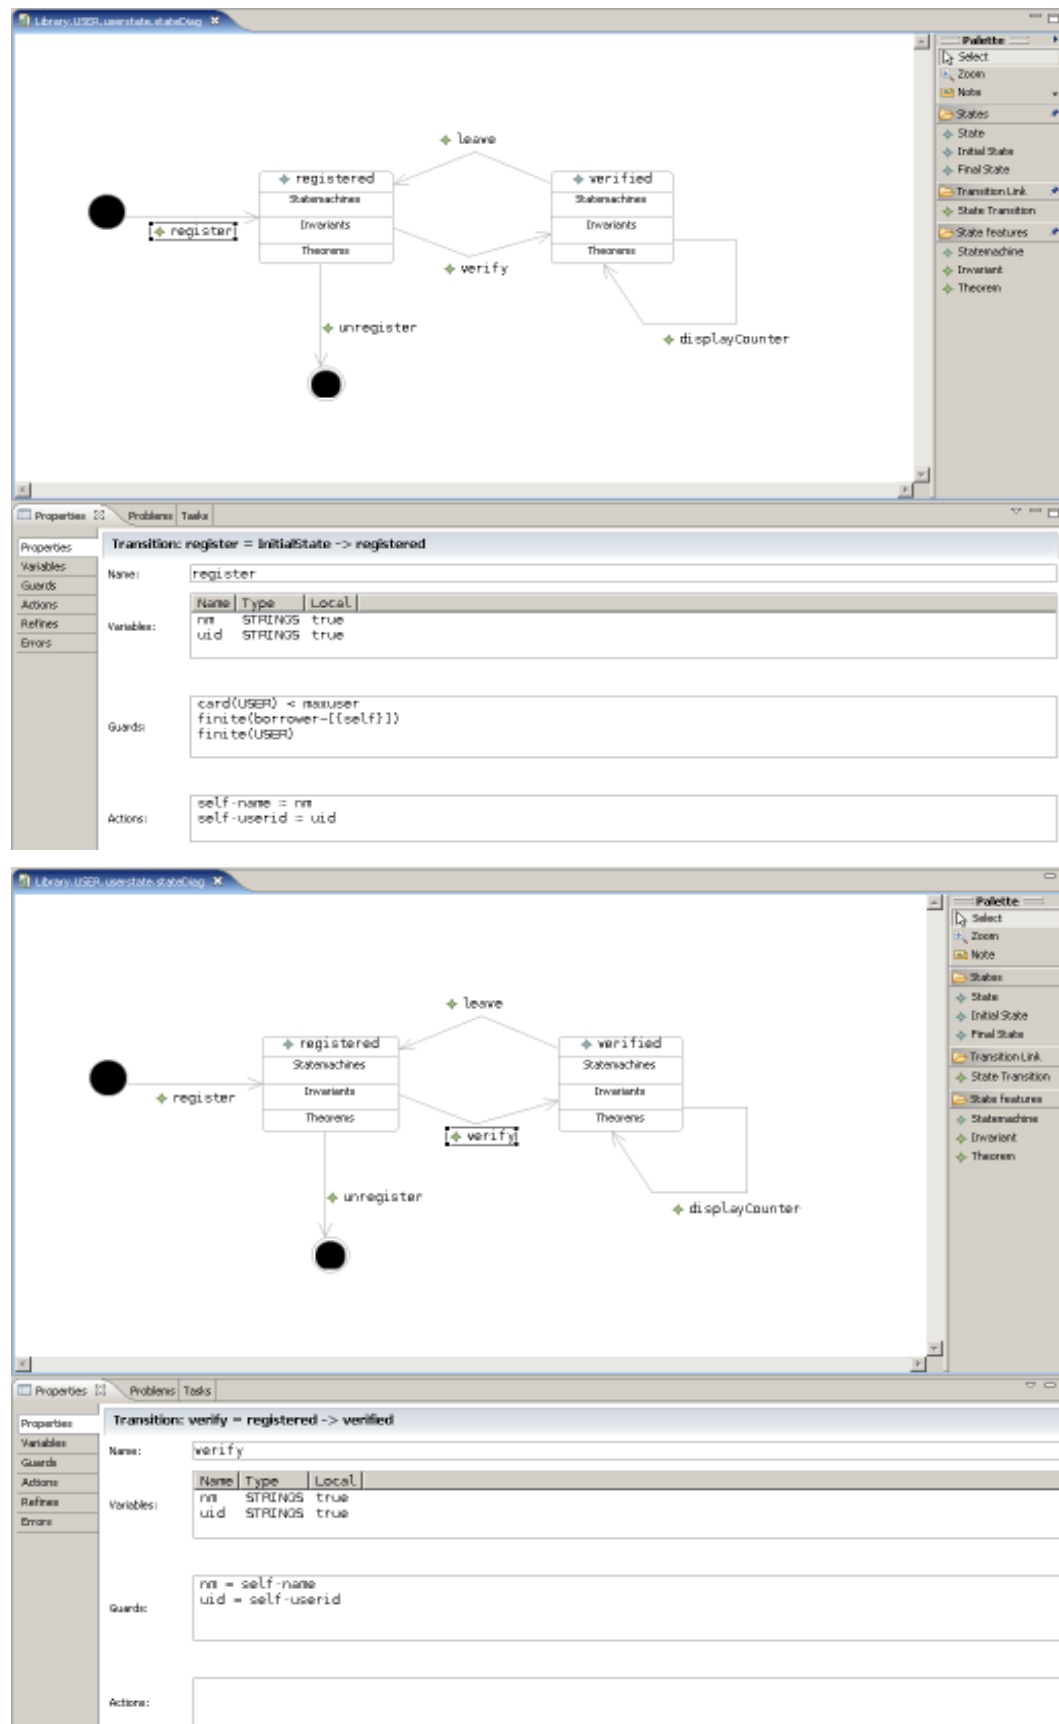 Library.USER.userstate.stateDiag
Palette
Select
Zoom
Note
States
State
Initial State
Final State
Transition Link
State Transition
State features
Statemachine
Invariant
Theorem
leave
registered
Statemachines
Invariants
Theorems
verified
Statemachines
Invariants
Theorems
register
verify
unregister
displayCounter
Properties Problems Tasks
Properties
Variables
Guards
Actions
Refines
Errors
Transition: register = InitialState -> registered
Name: register
Variables:
Name Type Local
nm STRINGS true
uid STRINGS true
Guards:
card(USER) < maxuser
finite(borrower~[{self}])
finite(USER)
Actions:
self·name = nm
self·userid = uid
Library.USER.userstate.stateDiag
Palette
Select
Zoom
Note
States
State
Initial State
Final State
Transition Link
State Transition
State features
Statemachine
Invariant
Theorem
leave
registered
Statemachines
Invariants
Theorems
verified
Statemachines
Invariants
Theorems
register
verify
unregister
displayCounter
Properties Problems Tasks
Properties
Variables
Guards
Actions
Refines
Errors
Transition: verify = registered -> verified
Name: verify
Variables:
Name Type Local
nm STRINGS true
uid STRINGS true
Guards:
nm = self·name
uid = self·userid
Actions: